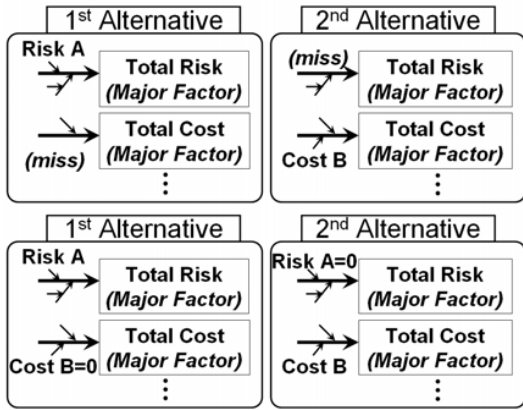 1st Alternative
Risk A
Total Risk
(Major Factor)
Total Cost
(Major Factor)
(miss)
2nd Alternative
(miss)
Total Risk
(Major Factor)
Total Cost
(Major Factor)
Cost B
1st Alternative
Risk A
Total Risk
(Major Factor)
Total Cost
(Major Factor)
Cost B=0
2nd Alternative
Risk A=0
Total Risk
(Major Factor)
Total Cost
(Major Factor)
Cost B